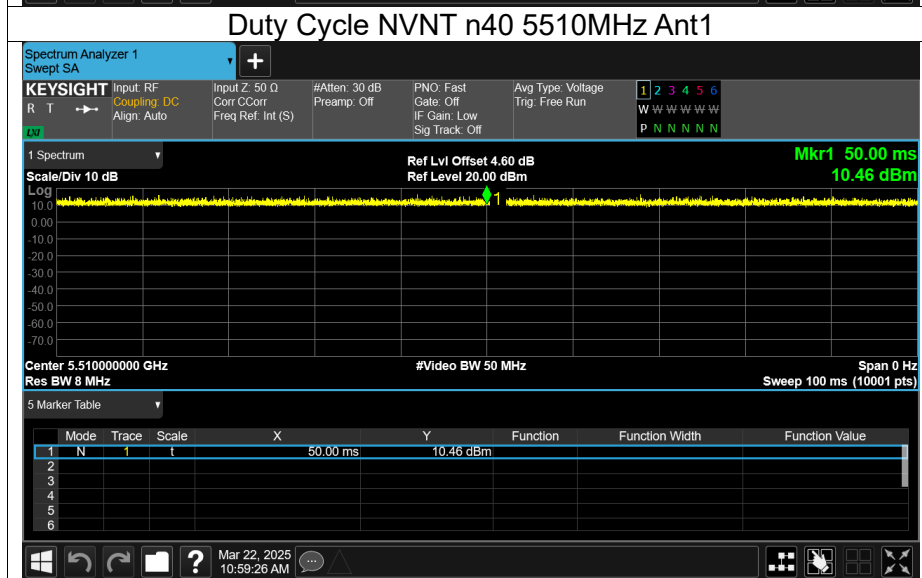 Duty Cycle NVNT n40 5510MHz Ant1
Spectrum Analyzer 1
Swept SA
+
KEYSIGHT
R T
LXI
Input: RF
Coupling: DC
Align: Auto
Input Z: 50 Ω
Corr CCorr
Freq Ref: Int (S)
#Atten: 30 dB
Preamp: Off
PNO: Fast
Gate: Off
IF Gain: Low
Sig Track: Off
Avg Type: Voltage
Trig: Free Run
1 2 3 4 5 6
W W W W W W
P N N N N N
1 Spectrum
Scale/Div 10 dB
Ref Lvl Offset 4.60 dB
Ref Level 20.00 dBm
Mkr1 50.00 ms
10.46 dBm
Log
10.0
0.00
-10.0
-20.0
-30.0
-40.0
-50.0
-60.0
-70.0
1
Center 5.510000000 GHz
Res BW 8 MHz
#Video BW 50 MHz
Span 0 Hz
Sweep 100 ms (10001 pts)
5 Marker Table
Mode Trace Scale X Y Function Function Width Function Value
1 N 1 t 50.00 ms 10.46 dBm
2
3
4
5
6
?
Mar 22, 2025
10:59:26 AM